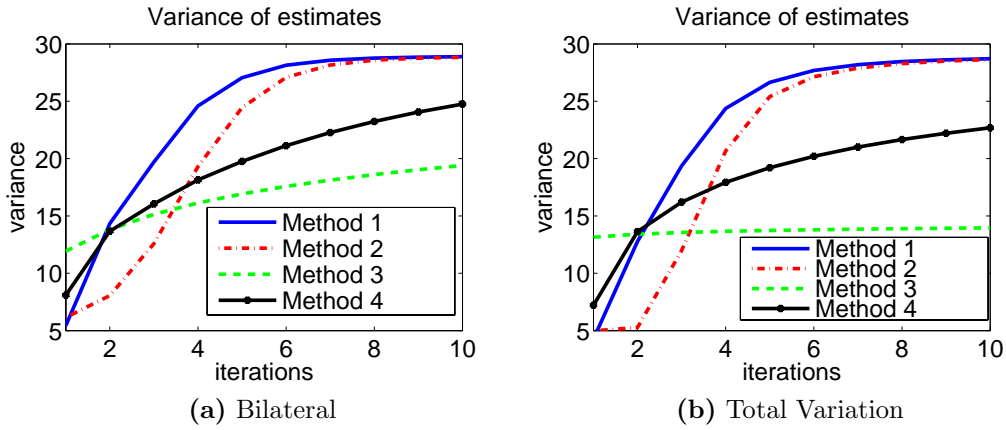 Variance of estimates
30
25
20
15
10
5
variance
2
4
6
8
10
iterations
Method 1
Method 2
Method 3
Method 4
(a) Bilateral
Variance of estimates
30
25
20
15
10
5
variance
2
4
6
8
10
iterations
Method 1
Method 2
Method 3
Method 4
(b) Total Variation